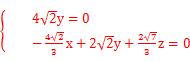 4√2y = 0
-4√2/3x + 2√2y + 2√7/3z = 0